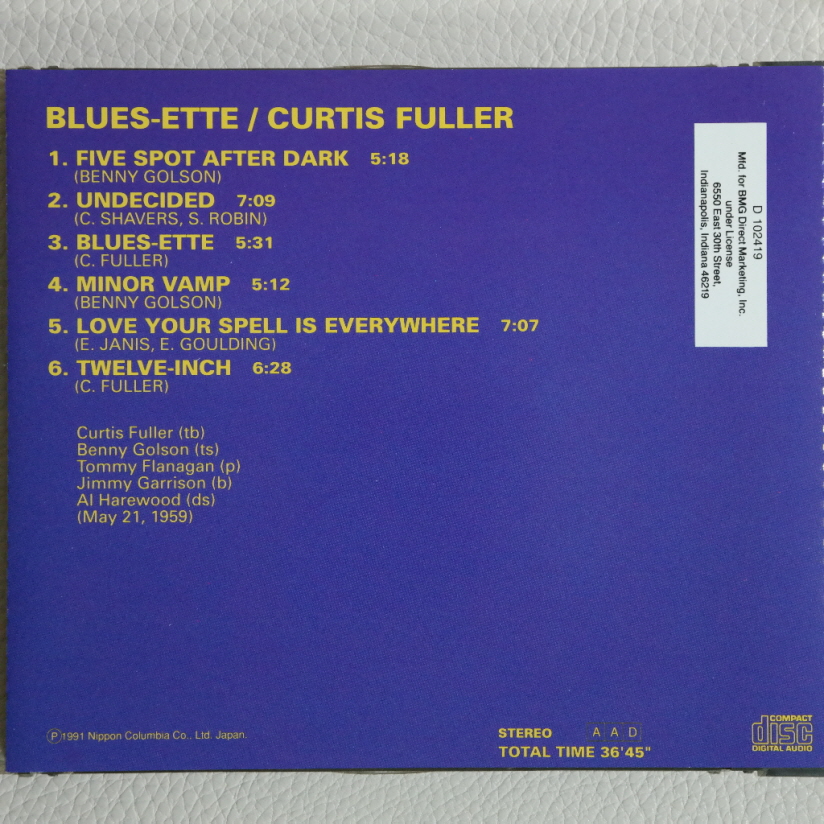 BLUES-ETTE / CURTIS FULLER
1. FIVE SPOT AFTER DARK 5:18
(BENNY GOLSON)
2. UNDECIDED 7:09
(C. SHAVERS, S. ROBIN)
3. BLUES-ETTE 5:31
(C. FULLER)
4. MINOR VAMP 5:12
(BENNY GOLSON)
5. LOVE YOUR SPELL IS EVERYWHERE 7:07
(E. JANIS, E. GOULDING)
6. TWELVE-INCH 6:28
(C. FULLER)
Curtis Fuller (tb)
Benny Golson (ts)
Tommy Flanagan (p)
Jimmy Garrison (b)
Al Harewood (ds)
(May 21, 1959)
D 102419
Mfd. for BMG Direct Marketing, Inc.
under License
6550 East 30th Street,
Indianapolis, Indiana 46219
Ⓟ1991 Nippon Columbia Co., Ltd. Japan.
STEREO A A D
TOTAL TIME 36'45"
COMPACT
disc
DIGITAL AUDIO